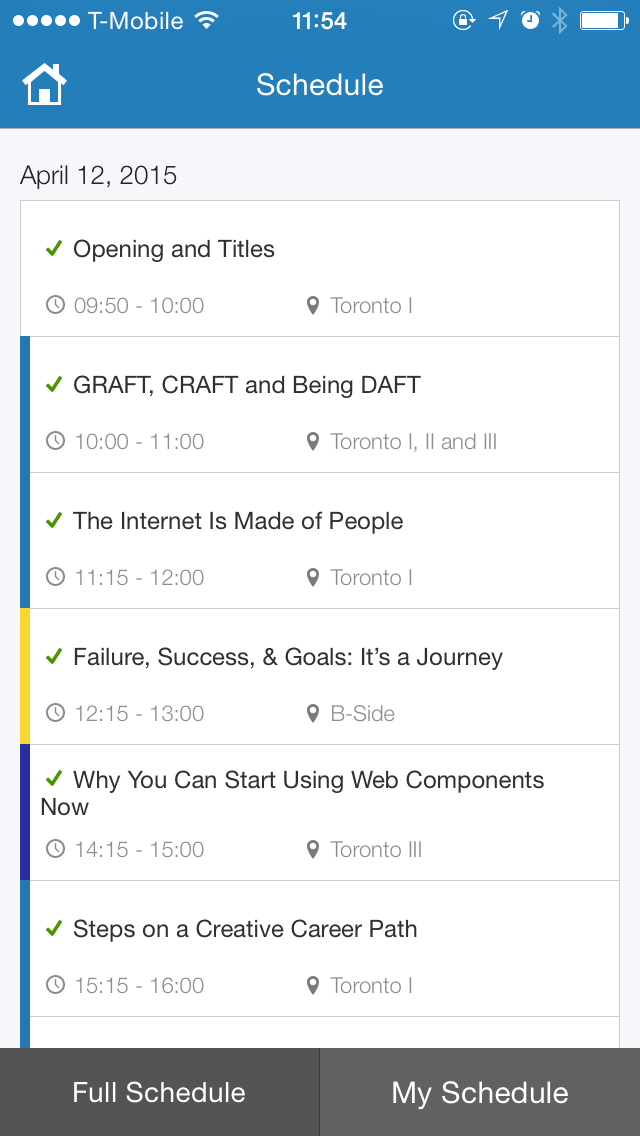 T-Mobile 11:54
Schedule
April 12, 2015
Opening and Titles
09:50 - 10:00 Toronto I
GRAFT, CRAFT and Being DAFT
10:00 - 11:00 Toronto I, II and III
The Internet Is Made of People
11:15 - 12:00 Toronto I
Failure, Success, & Goals: It’s a Journey
12:15 - 13:00 B-Side
Why You Can Start Using Web Components
Now
14:15 - 15:00 Toronto III
Steps on a Creative Career Path
15:15 - 16:00 Toronto I
Full Schedule My Schedule